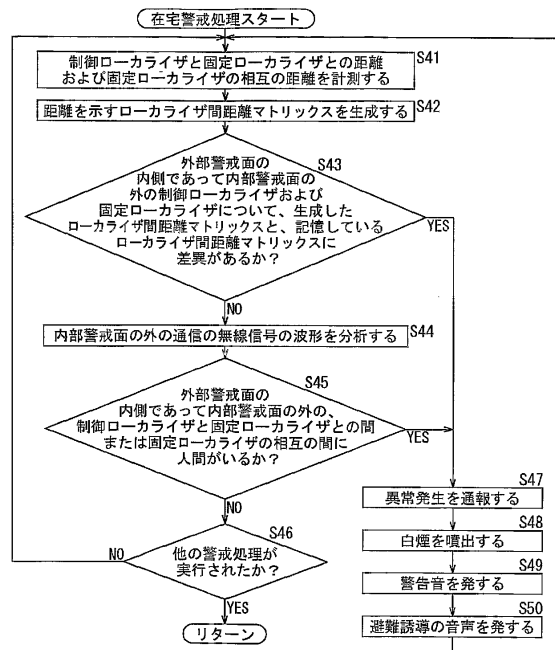 在宅警戒処理スタート
S41
制御ローカライザと固定ローカライザとの距離
および固定ローカライザの相互の距離を計測する
S42
距離を示すローカライザ間距離マトリックスを生成する
S43
外部警戒面の
内側であって内部警戒面の
外の制御ローカライザおよび
固定ローカライザについて、生成した
ローカライザ間距離マトリックスと、記憶している
ローカライザ間距離マトリックスに
差異があるか?
YES
NO
S44
内部警戒面の外の通信の無線信号の波形を分析する
S45
外部警戒面の
内側であって内部警戒面の外の、
制御ローカライザと固定ローカライザとの間
または固定ローカライザの相互の間に
人間がいるか?
YES
NO
S46
他の警戒処理が
実行されたか?
NO
YES
リターン
S47
異常発生を通報する
S48
白煙を噴出する
S49
警告音を発する
S50
避難誘導の音声を発する